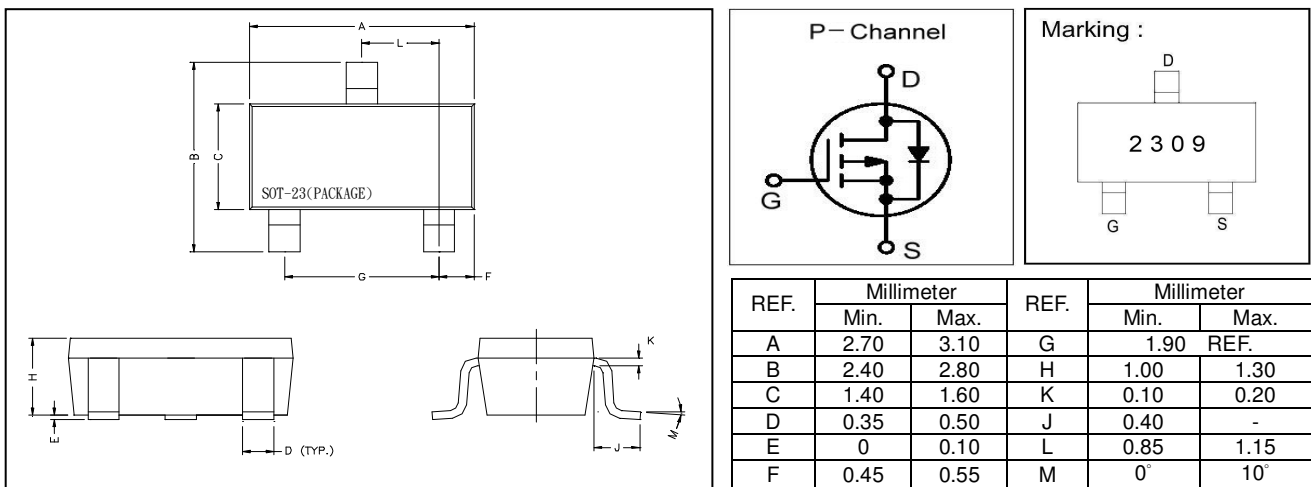 A
L
B
C
SOT-23(PACKAGE)
G
F
H
E
D (TYP.)
K
J
M
P-Channel
D
G
S
Marking :
D
2309
G
S
REF. Millimeter REF. Millimeter
Min. Max. Min. Max.
A 2.70 3.10 G 1.90 REF.
B 2.40 2.80 H 1.00 1.30
C 1.40 1.60 K 0.10 0.20
D 0.35 0.50 J 0.40 -
E 0 0.10 L 0.85 1.15
F 0.45 0.55 M 0° 10°